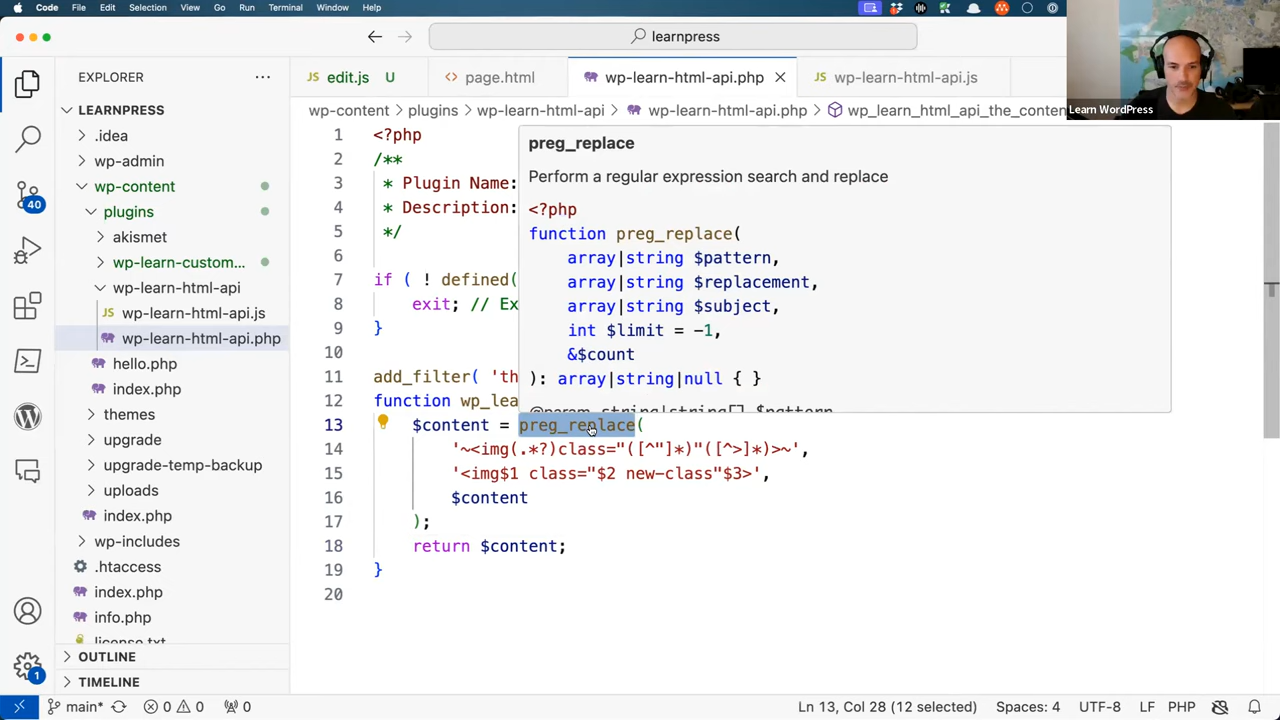 Code File Edit Selection View Go Run Terminal Window Help
learnpress
Learn WordPress
EXPLORER
edit.js U
page.html
wp-learn-html-api.php
wp-learn-html-api.js
wp-content > plugins > wp-learn-html-api > wp-learn-html-api.php > wp_learn_html_api_the_conten
LEARNPRESS
.idea
wp-admin
wp-content
plugins
akismet
wp-learn-custom...
wp-learn-html-api
wp-learn-html-api.js
wp-learn-html-api.php
hello.php
index.php
themes
upgrade
upgrade-temp-backup
uploads
index.php
wp-includes
.htaccess
index.php
info.php
license.txt
OUTLINE
TIMELINE
40
1
1 <?php
2 /**
3 * Plugin Name:
4 * Description:
5 */
6
7 if ( ! defined(
8 exit; // Ex
9 }
10
11 add_filter( 'th
12 function wp_lea
13 $content = preg_replace(
14 '~<img(.*?)class="([^"]*)"([^>]*)>~',
15 '<img$1 class="$2 new-class"$3>',
16 $content
17 );
18 return $content;
19 }
20
preg_replace
Perform a regular expression search and replace
<?php
function preg_replace(
array|string $pattern,
array|string $replacement,
array|string $subject,
int $limit = -1,
&$count
): array|string|null { }
@param string|string[] $pattern
main* 0 0 0
Ln 13, Col 28 (12 selected) Spaces: 4 UTF-8 LF PHP